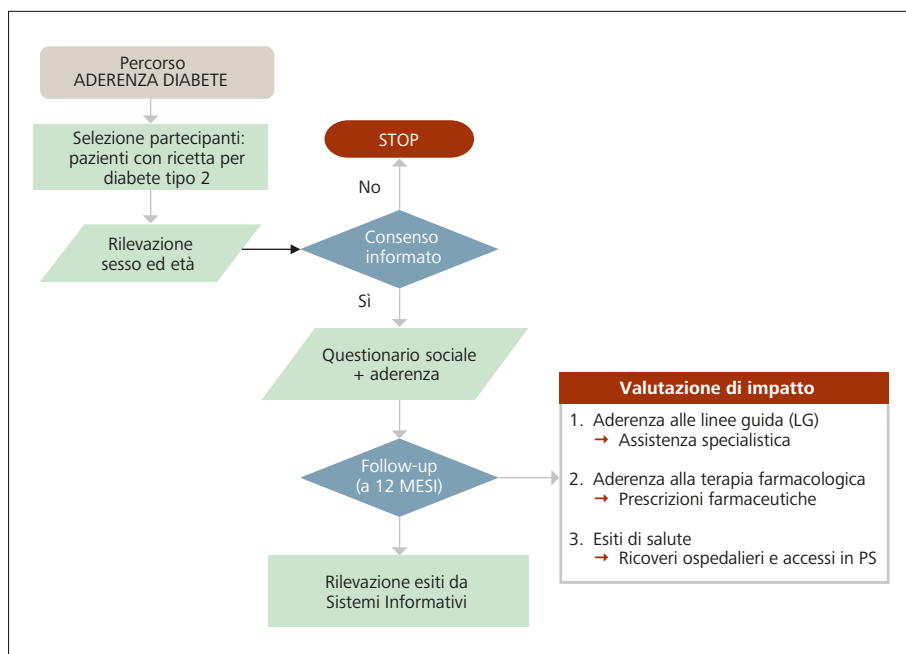 Percorso
ADERENZA DIABETE
Selezione partecipanti:
pazienti con ricetta per
diabete tipo 2
STOP
No
Rilevazione
sesso ed età
Consenso
informato
Sì
Questionario sociale
+ aderenza
Valutazione di impatto
1. Aderenza alle linee guida (LG)
→ Assistenza specialistica
2. Aderenza alla terapia farmacologica
→ Prescrizioni farmaceutiche
3. Esiti di salute
→ Ricoveri ospedalieri e accessi in PS
Follow-up
(a 12 MESI)
Rilevazione esiti da
Sistemi Informativi